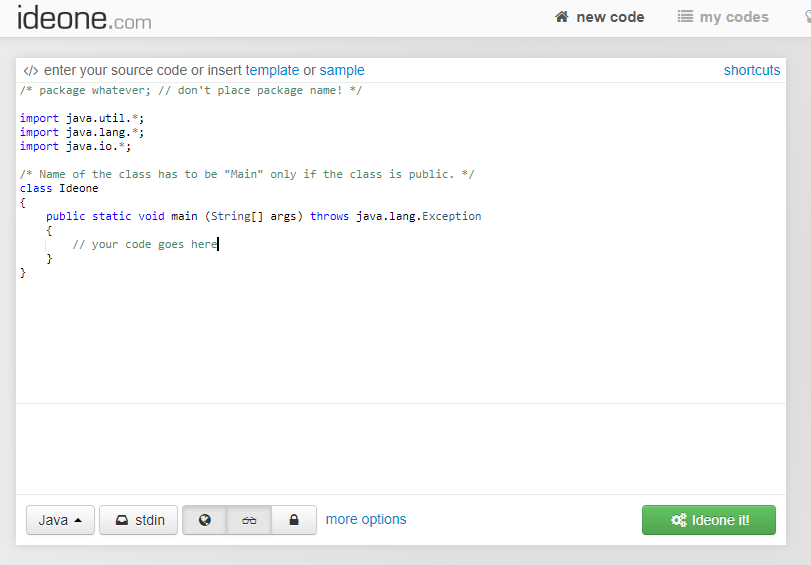 ideone.com
new code
my codes
</> enter your source code or insert template or sample
shortcuts
/* package whatever; // don't place package name! */
import java.util.*;
import java.lang.*;
import java.io.*;
/* Name of the class has to be "Main" only if the class is public. */
class Ideone
{
    public static void main (String[] args) throws java.lang.Exception
    {
        // your code goes here
    }
}
Java
stdin
more options
Ideone it!